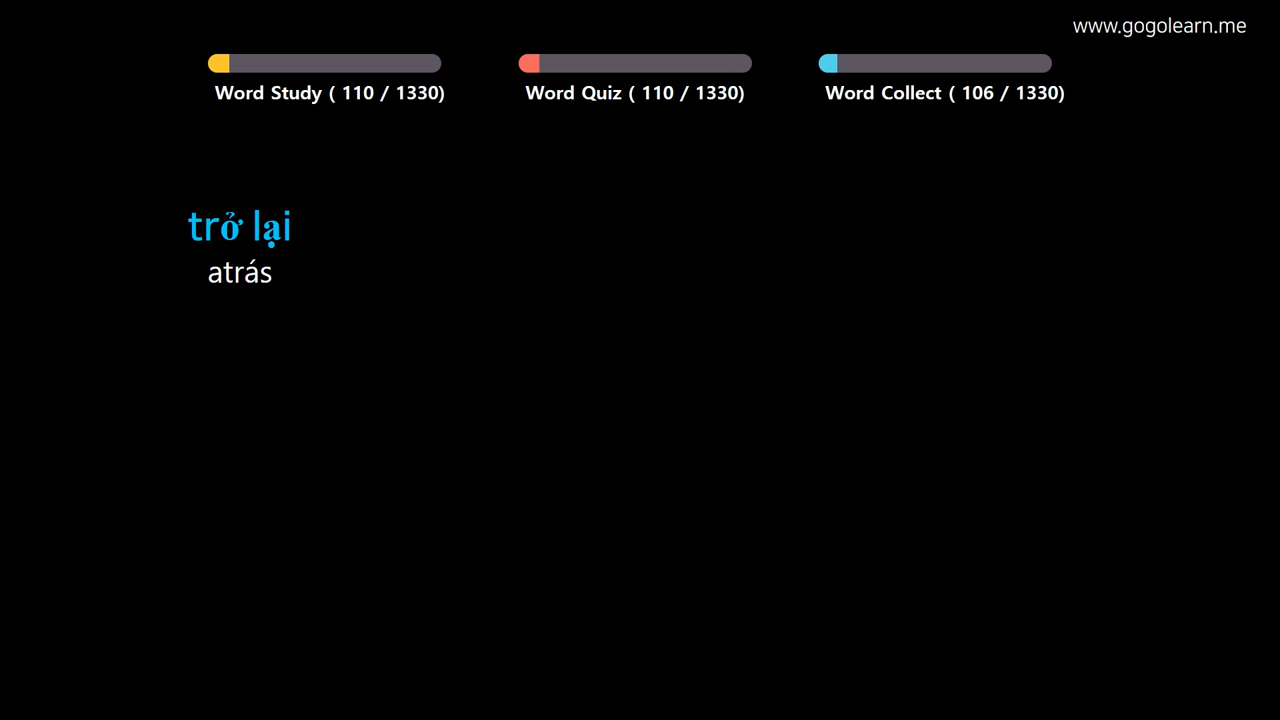 www.gogolearn.me
Word Study ( 110 / 1330)
Word Quiz ( 110 / 1330)
Word Collect ( 106 / 1330)
trở lại
atrás